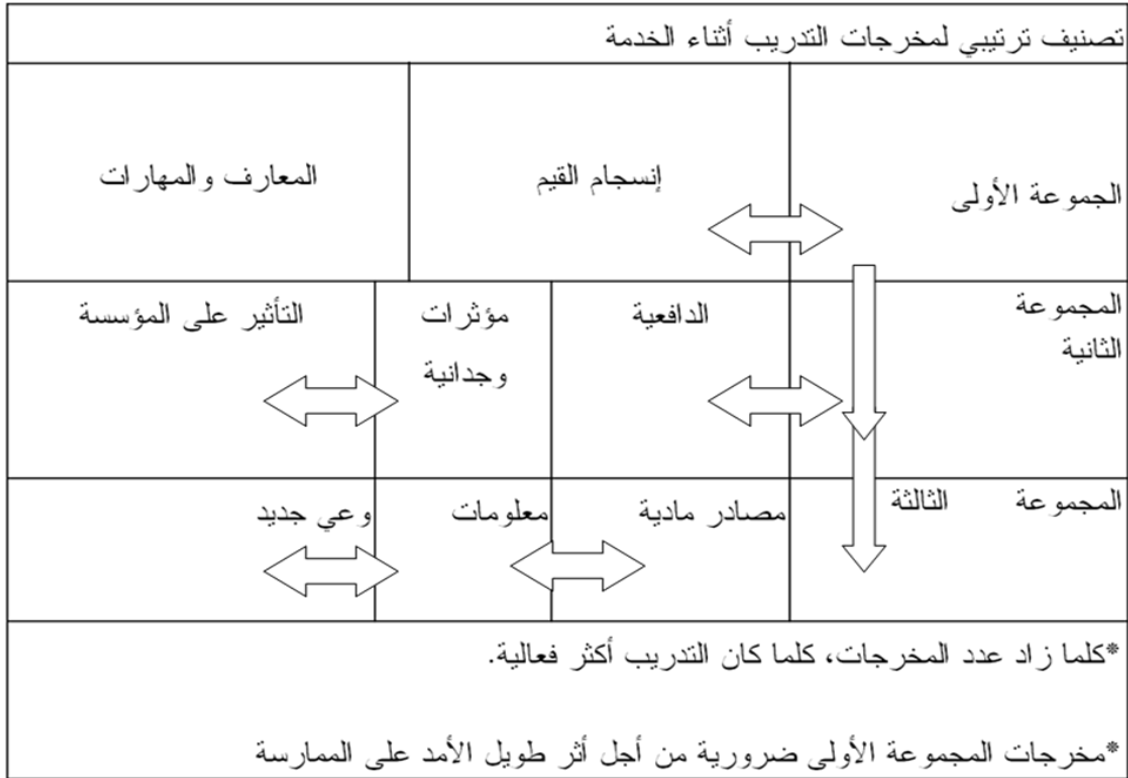 تصنيف ترتيبي لمخرجات التدريب أثناء الخدمة
الجموعة الأولى
إنسجام القيم
المعارف والمهارات
المجموعة
الثانية
الدافعية
مؤثرات
وجدانية
التأثير على المؤسسة
المجموعة الثالثة
مصادر مادية
معلومات
وعي جديد
*كلما زاد عدد المخرجات، كلما كان التدريب أكثر فعالية.
*مخرجات المجموعة الأولى ضرورية من أجل أثر طويل الأمد على الممارسة